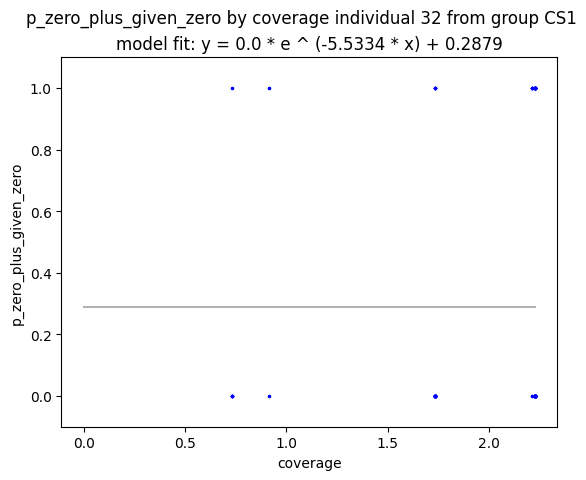 p_zero_plus_given_zero by coverage individual 32 from group CS1
model fit: y = 0.0 * e ^ (-5.5334 * x) + 0.2879
p_zero_plus_given_zero
1.0
0.8
0.6
0.4
0.2
0.0
0.0 0.5 1.0 1.5 2.0
coverage